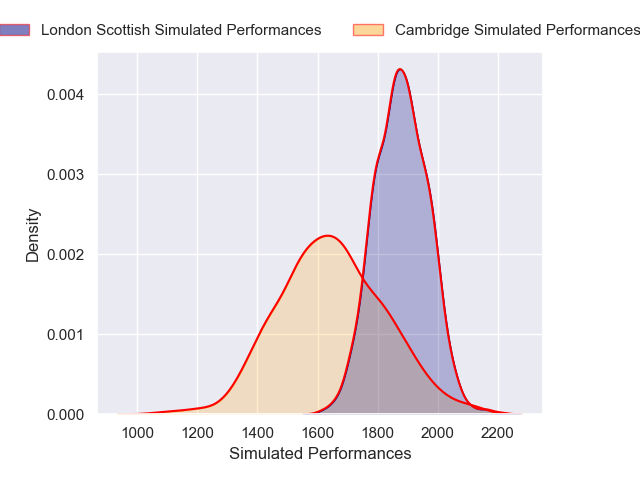 London Scottish Simulated Performances
Cambridge Simulated Performances
Density
0.004
0.003
0.002
0.001
0.000
1000 1200 1400 1600 1800 2000 2200
Simulated Performances